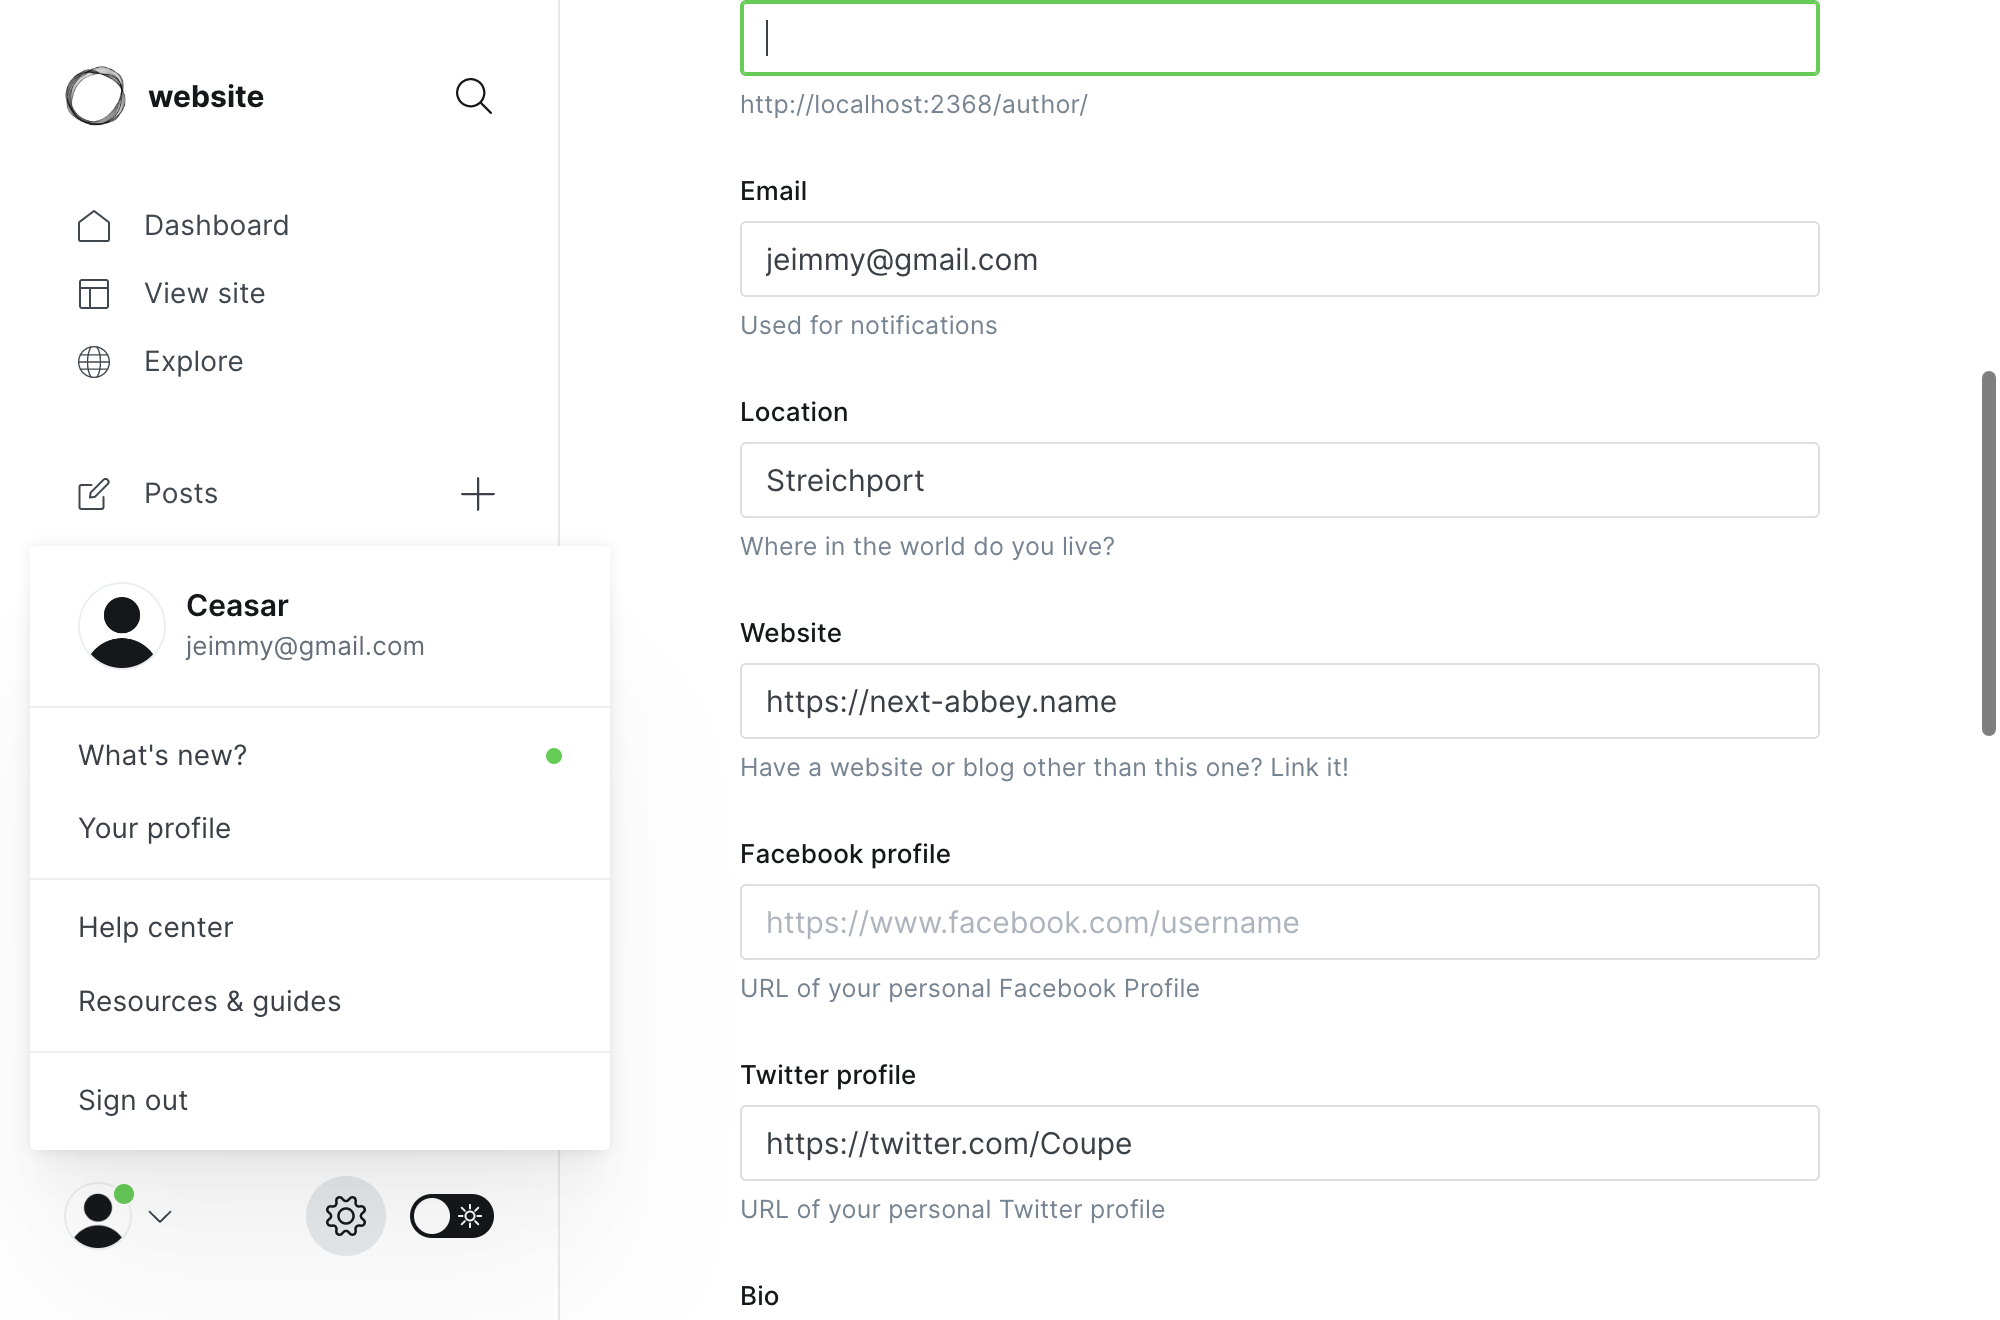 website
Dashboard
View site
Explore
Posts
Ceasar
jeimmy@gmail.com
What's new?
Your profile
Help center
Resources & guides
Sign out
http://localhost:2368/author/
Email
jeimmy@gmail.com
Used for notifications
Location
Streichport
Where in the world do you live?
Website
https://next-abbey.name
Have a website or blog other than this one? Link it!
Facebook profile
https://www.facebook.com/username
URL of your personal Facebook Profile
Twitter profile
https://twitter.com/Coupe
URL of your personal Twitter profile
Bio